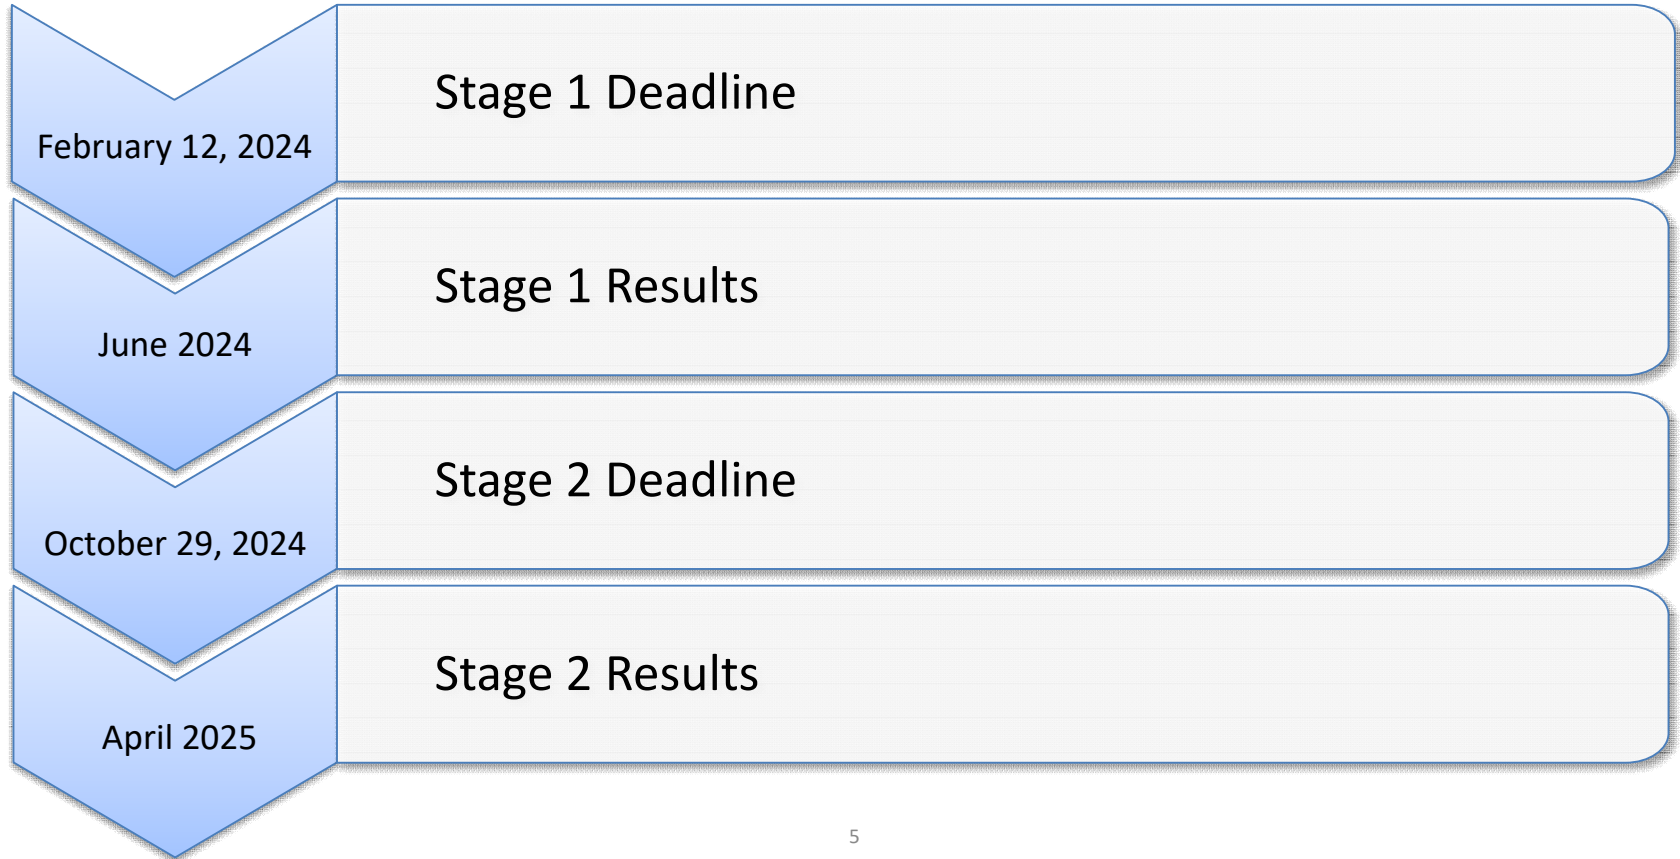 February 12, 2024
Stage 1 Deadline
June 2024
Stage 1 Results
October 29, 2024
Stage 2 Deadline
April 2025
Stage 2 Results
5